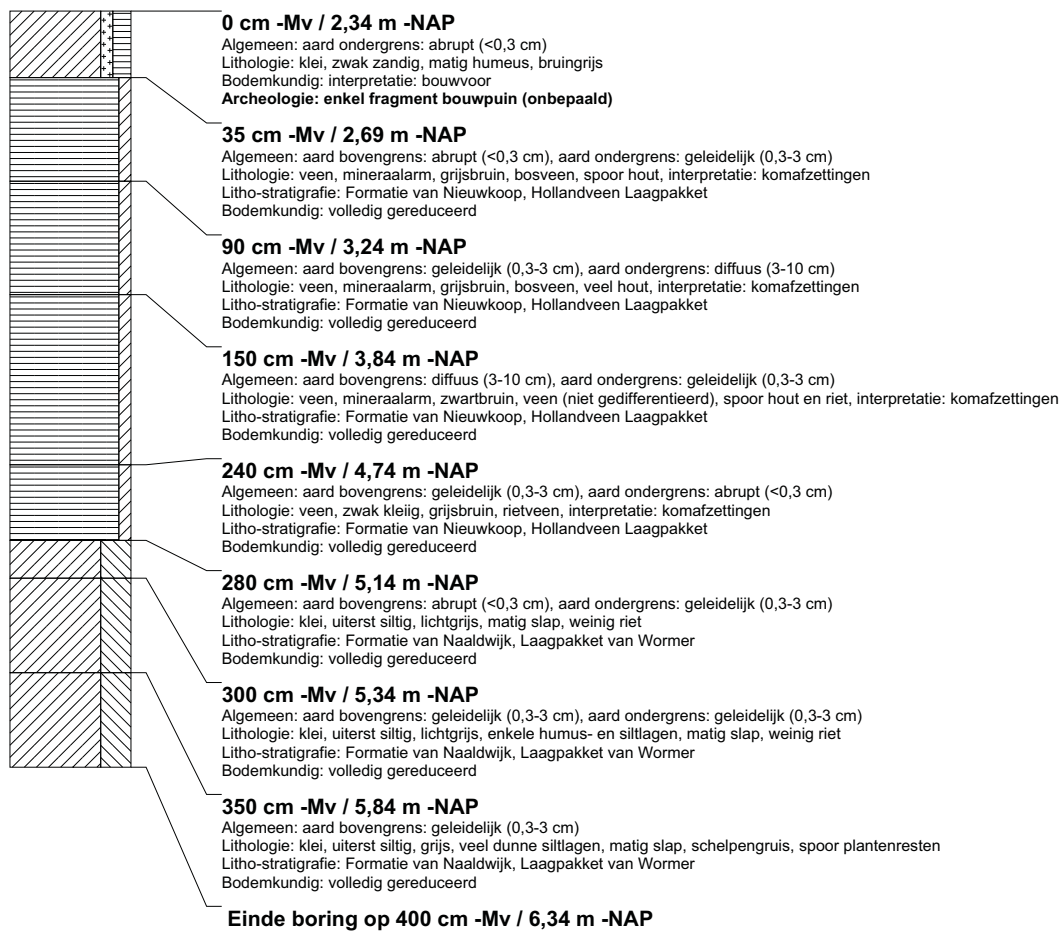 0 cm -Mv / 2,34 m -NAP
Algemeen: aard ondergrens: abrupt (<0,3 cm)
Lithologie: klei, zwak zandig, matig humeus, bruingrijs
Bodemkundig: interpretatie: bouwvoor
Archeologie: enkel fragment bouwpuin (onbepaald)
35 cm -Mv / 2,69 m -NAP
Algemeen: aard bovengrens: abrupt (<0,3 cm), aard ondergrens: geleidelijk (0,3-3 cm)
Lithologie: veen, mineraalarm, grijsbruin, bosveen, spoor hout, interpretatie: komafzettingen
Litho-stratigrafie: Formatie van Nieuwkoop, Hollandveen Laagpakket
Bodemkundig: volledig gereduceerd
90 cm -Mv / 3,24 m -NAP
Algemeen: aard bovengrens: geleidelijk (0,3-3 cm), aard ondergrens: diffuus (3-10 cm)
Lithologie: veen, mineraalarm, grijsbruin, bosveen, veel hout, interpretatie: komafzettingen
Litho-stratigrafie: Formatie van Nieuwkoop, Hollandveen Laagpakket
Bodemkundig: volledig gereduceerd
150 cm -Mv / 3,84 m -NAP
Algemeen: aard bovengrens: diffuus (3-10 cm), aard ondergrens: geleidelijk (0,3-3 cm)
Lithologie: veen, mineraalarm, zwartbruin, veen (niet gedifferentieerd), spoor hout en riet, interpretatie: komafzettingen
Litho-stratigrafie: Formatie van Nieuwkoop, Hollandveen Laagpakket
Bodemkundig: volledig gereduceerd
240 cm -Mv / 4,74 m -NAP
Algemeen: aard bovengrens: geleidelijk (0,3-3 cm), aard ondergrens: abrupt (<0,3 cm)
Lithologie: veen, zwak kleiig, grijsbruin, rietveen, interpretatie: komafzettingen
Litho-stratigrafie: Formatie van Nieuwkoop, Hollandveen Laagpakket
Bodemkundig: volledig gereduceerd
280 cm -Mv / 5,14 m -NAP
Algemeen: aard bovengrens: abrupt (<0,3 cm), aard ondergrens: geleidelijk (0,3-3 cm)
Lithologie: klei, uiterst siltig, lichtgrijs, matig slap, weinig riet
Litho-stratigrafie: Formatie van Naaldwijk, Laagpakket van Wormer
Bodemkundig: volledig gereduceerd
300 cm -Mv / 5,34 m -NAP
Algemeen: aard bovengrens: geleidelijk (0,3-3 cm), aard ondergrens: geleidelijk (0,3-3 cm)
Lithologie: klei, uiterst siltig, lichtgrijs, enkele humus- en siltlagen, matig slap, weinig riet
Litho-stratigrafie: Formatie van Naaldwijk, Laagpakket van Wormer
Bodemkundig: volledig gereduceerd
350 cm -Mv / 5,84 m -NAP
Algemeen: aard bovengrens: geleidelijk (0,3-3 cm)
Lithologie: klei, uiterst siltig, grijs, veel dunne siltlagen, matig slap, schelpengruis, spoor plantenresten
Litho-stratigrafie: Formatie van Naaldwijk, Laagpakket van Wormer
Bodemkundig: volledig gereduceerd
Einde boring op 400 cm -Mv / 6,34 m -NAP